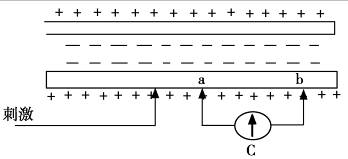 + + + + + + + + + + + +
— — — — — — — — —
— — — — — — — — —
a b
+ + + + + + + + + + + + + + +
刺激
C